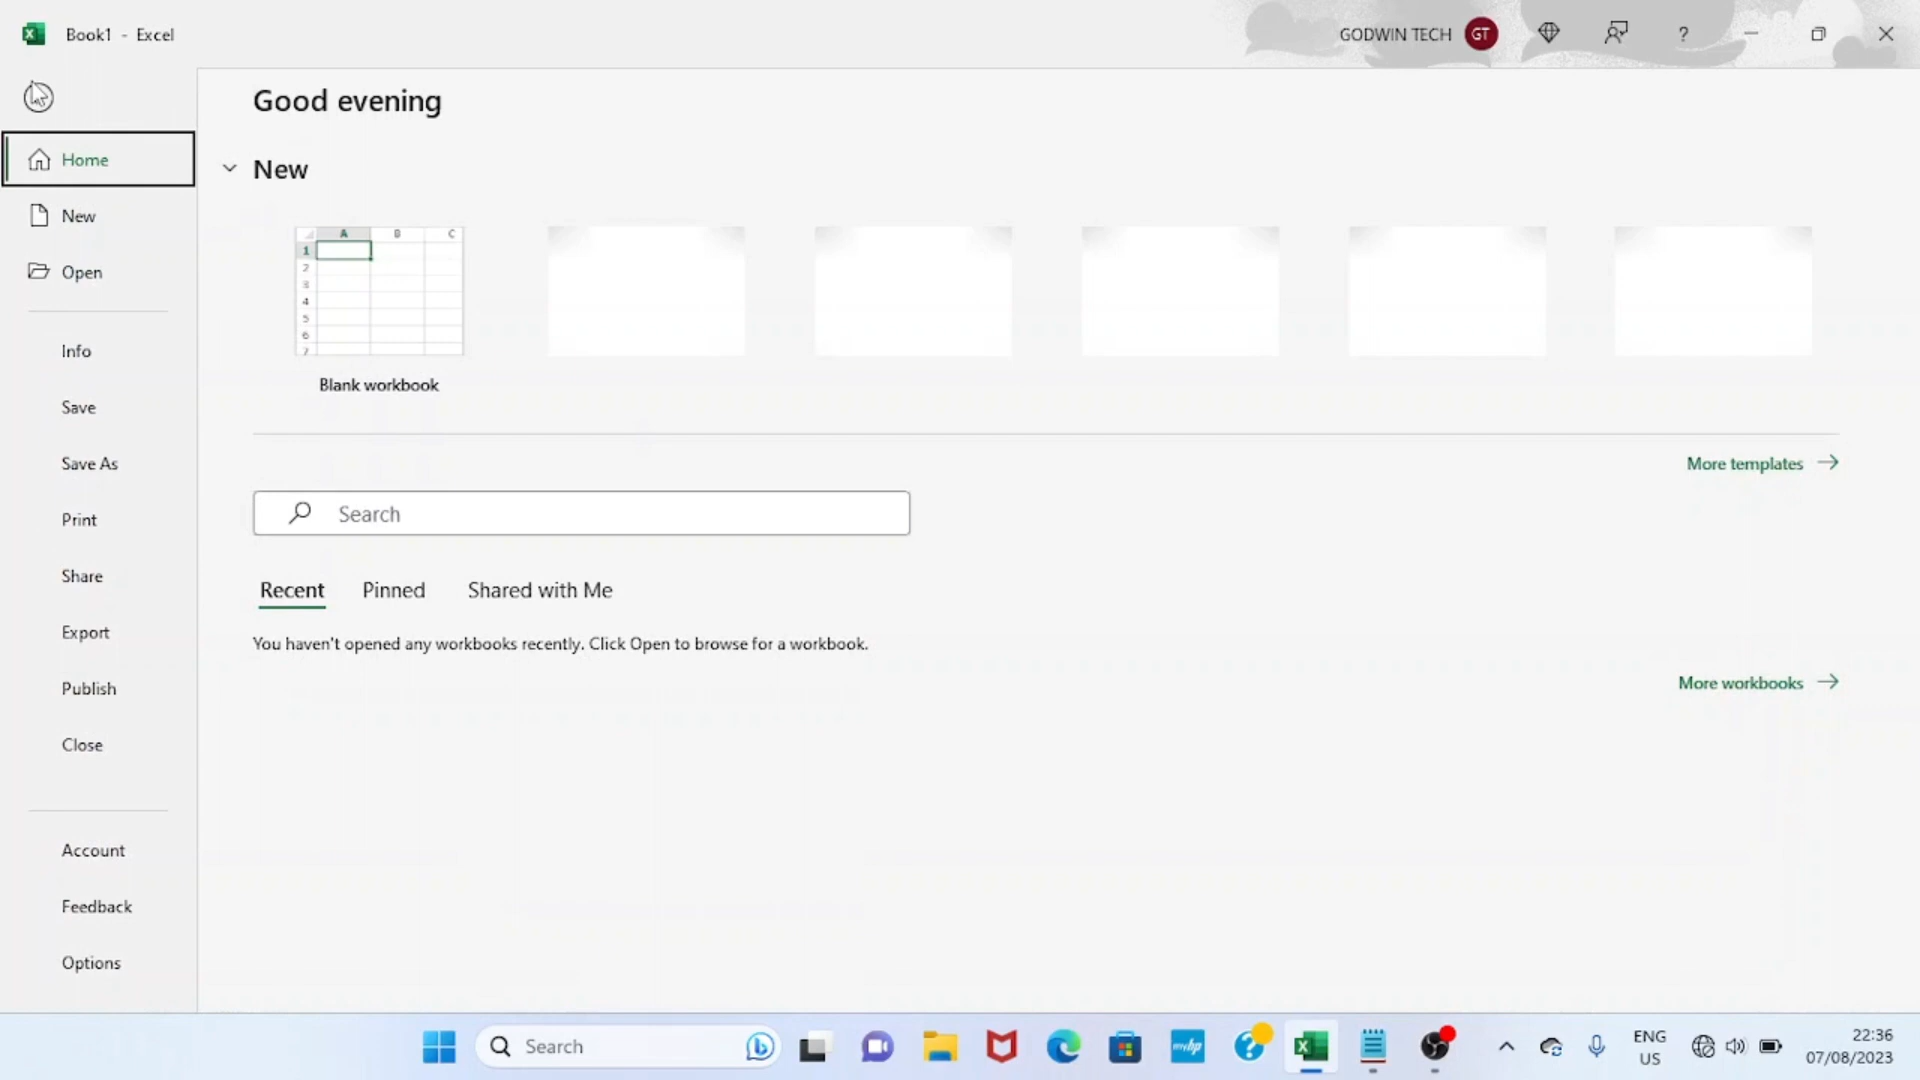 Book1 - Excel
GODWIN TECH GT ?
Good evening
Home
New
Open
Info
Save
Save As
Print
Share
Export
Publish
Close
Account
Feedback
Options
New
A B C
1
2
3
4
5
6
7
Blank workbook
More templates
Search
Recent Pinned Shared with Me
You haven't opened any workbooks recently. Click Open to browse for a workbook.
More workbooks
Search
myhp
ENG
US
22:36
07/08/2023